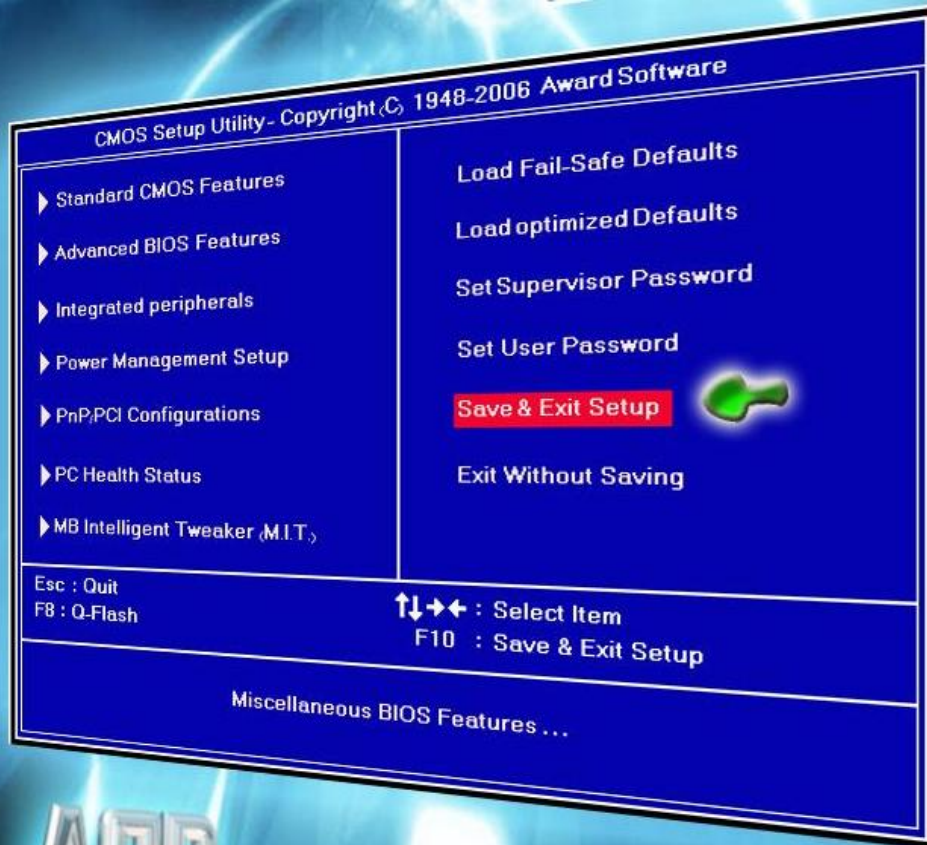 CMOS Setup Utility - Copyright (C) 1948-2006 Award Software
Standard CMOS Features
Advanced BIOS Features
Integrated peripherals
Power Management Setup
PnP/PCI Configurations
PC Health Status
MB Intelligent Tweaker (M.I.T.)
Load Fail-Safe Defaults
Load optimized Defaults
Set Supervisor Password
Set User Password
Save & Exit Setup
Exit Without Saving
Esc : Quit
F8 : Q-Flash
↑↓→← : Select Item
F10 : Save & Exit Setup
Miscellaneous BIOS Features ...